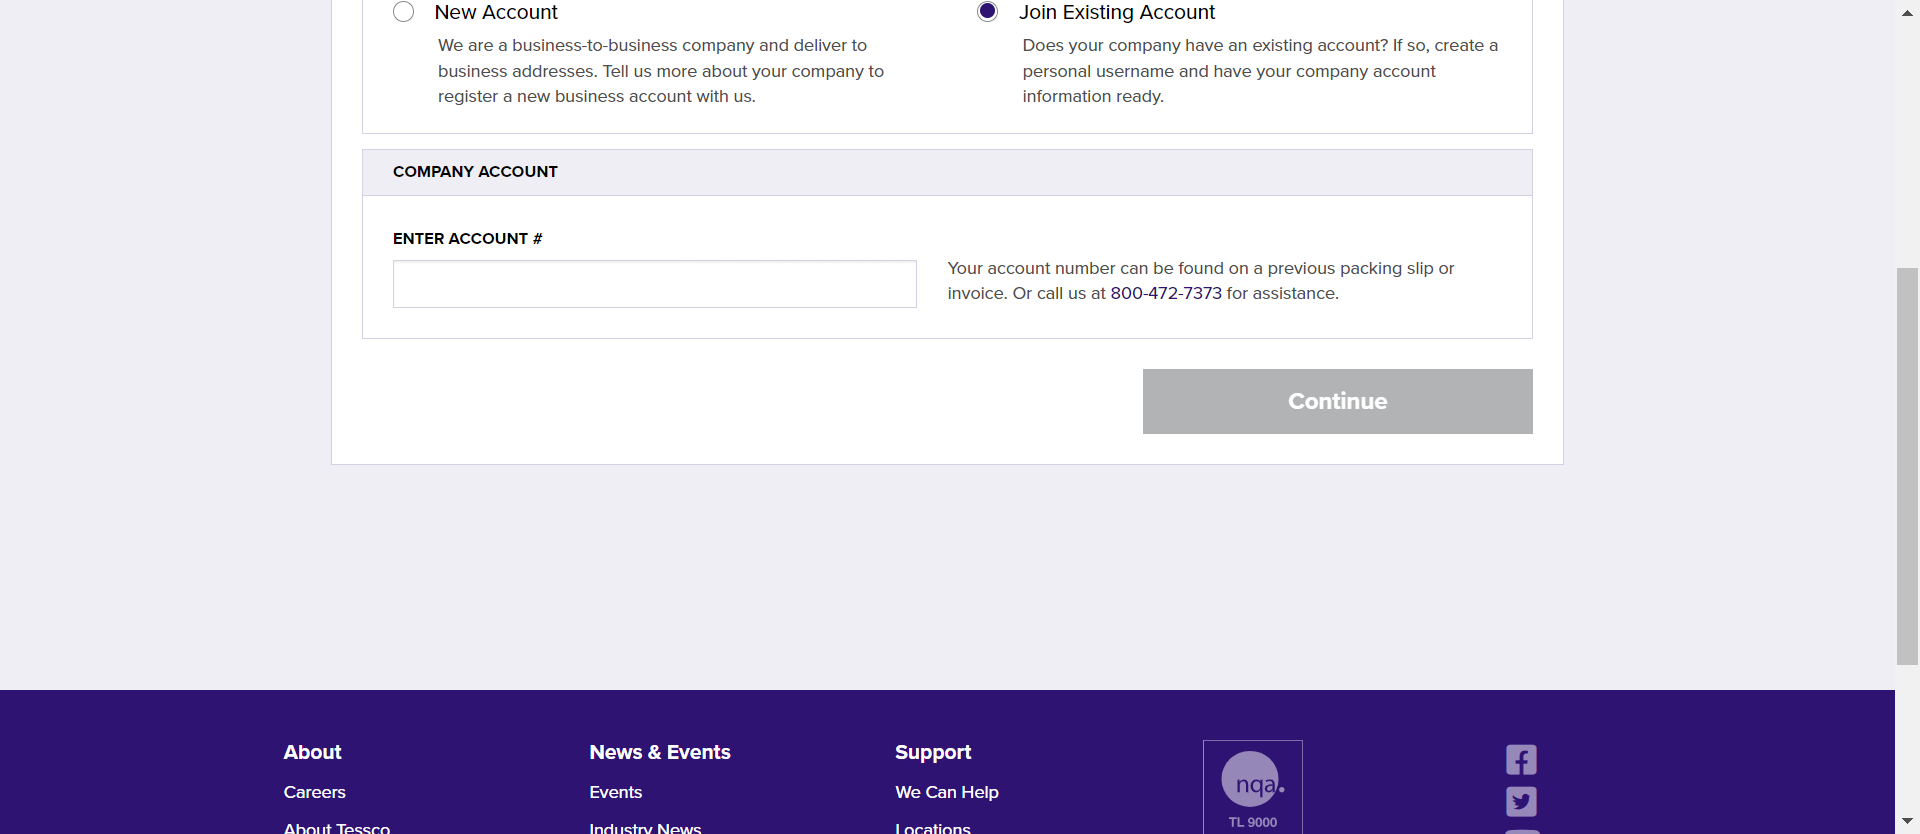 New Account
We are a business-to-business company and deliver to
business addresses. Tell us more about your company to
register a new business account with us.
Join Existing Account
Does your company have an existing account? If so, create a
personal username and have your company account
information ready.
COMPANY ACCOUNT
ENTER ACCOUNT #
Your account number can be found on a previous packing slip or
invoice. Or call us at 800-472-7373 for assistance.
Continue
About
Careers
About Tessco
News & Events
Events
Industry News
Support
We Can Help
Locations
nqa.
TL 9000